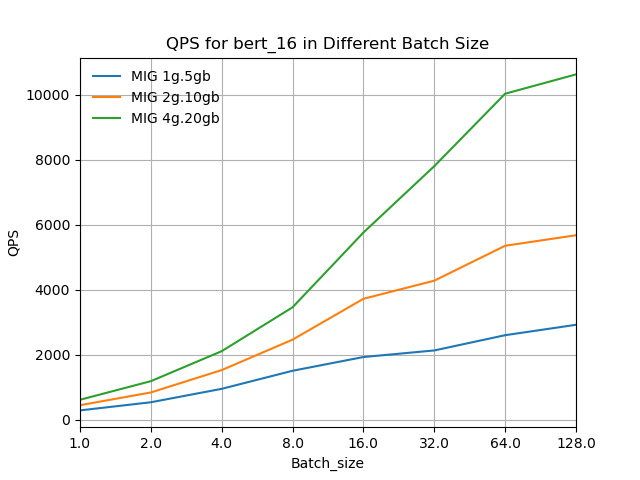 QPS for bert_16 in Different Batch Size
MIG 1g.5gb
MIG 2g.10gb
MIG 4g.20gb
10000
8000
6000
4000
2000
0
QPS
1.0 2.0 4.0 8.0 16.0 32.0 64.0 128.0
Batch_size